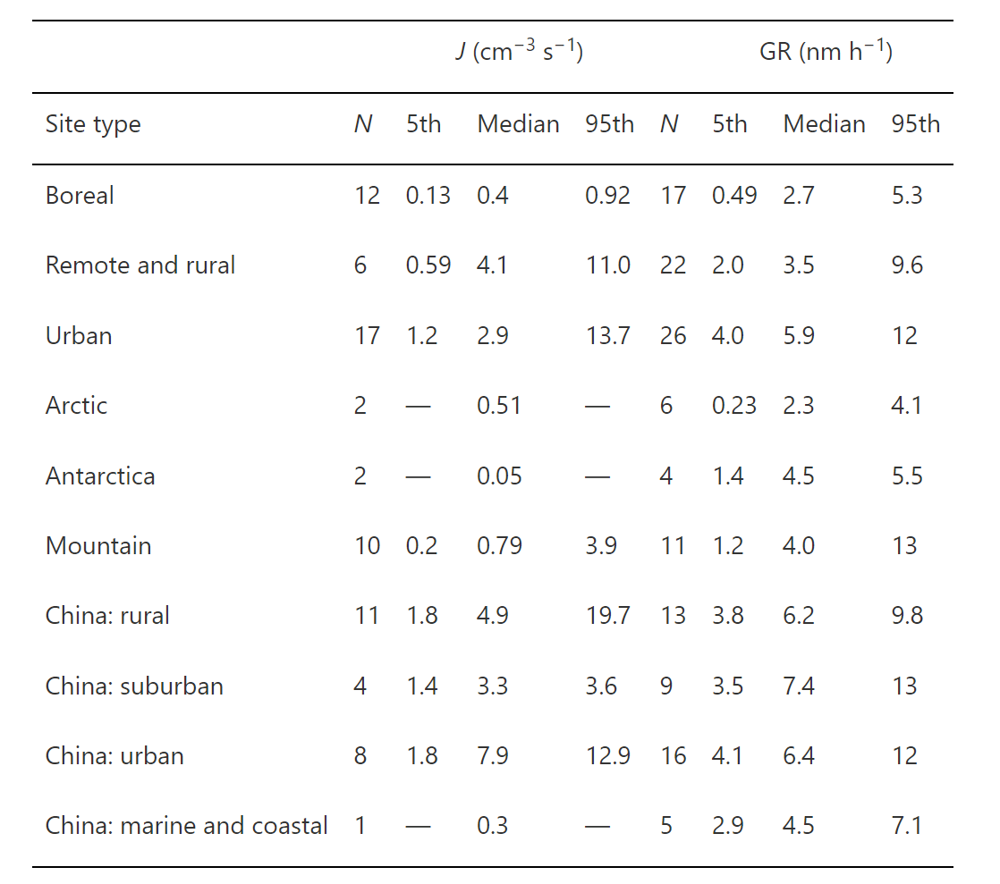 J (cm⁻³ s⁻¹) GR (nm h⁻¹)
Site type N 5th Median 95th N 5th Median 95th
Boreal 12 0.13 0.4 0.92 17 0.49 2.7 5.3
Remote and rural 6 0.59 4.1 11.0 22 2.0 3.5 9.6
Urban 17 1.2 2.9 13.7 26 4.0 5.9 12
Arctic 2 — 0.51 — 6 0.23 2.3 4.1
Antarctica 2 — 0.05 — 4 1.4 4.5 5.5
Mountain 10 0.2 0.79 3.9 11 1.2 4.0 13
China: rural 11 1.8 4.9 19.7 13 3.8 6.2 9.8
China: suburban 4 1.4 3.3 3.6 9 3.5 7.4 13
China: urban 8 1.8 7.9 12.9 16 4.1 6.4 12
China: marine and coastal 1 — 0.3 — 5 2.9 4.5 7.1